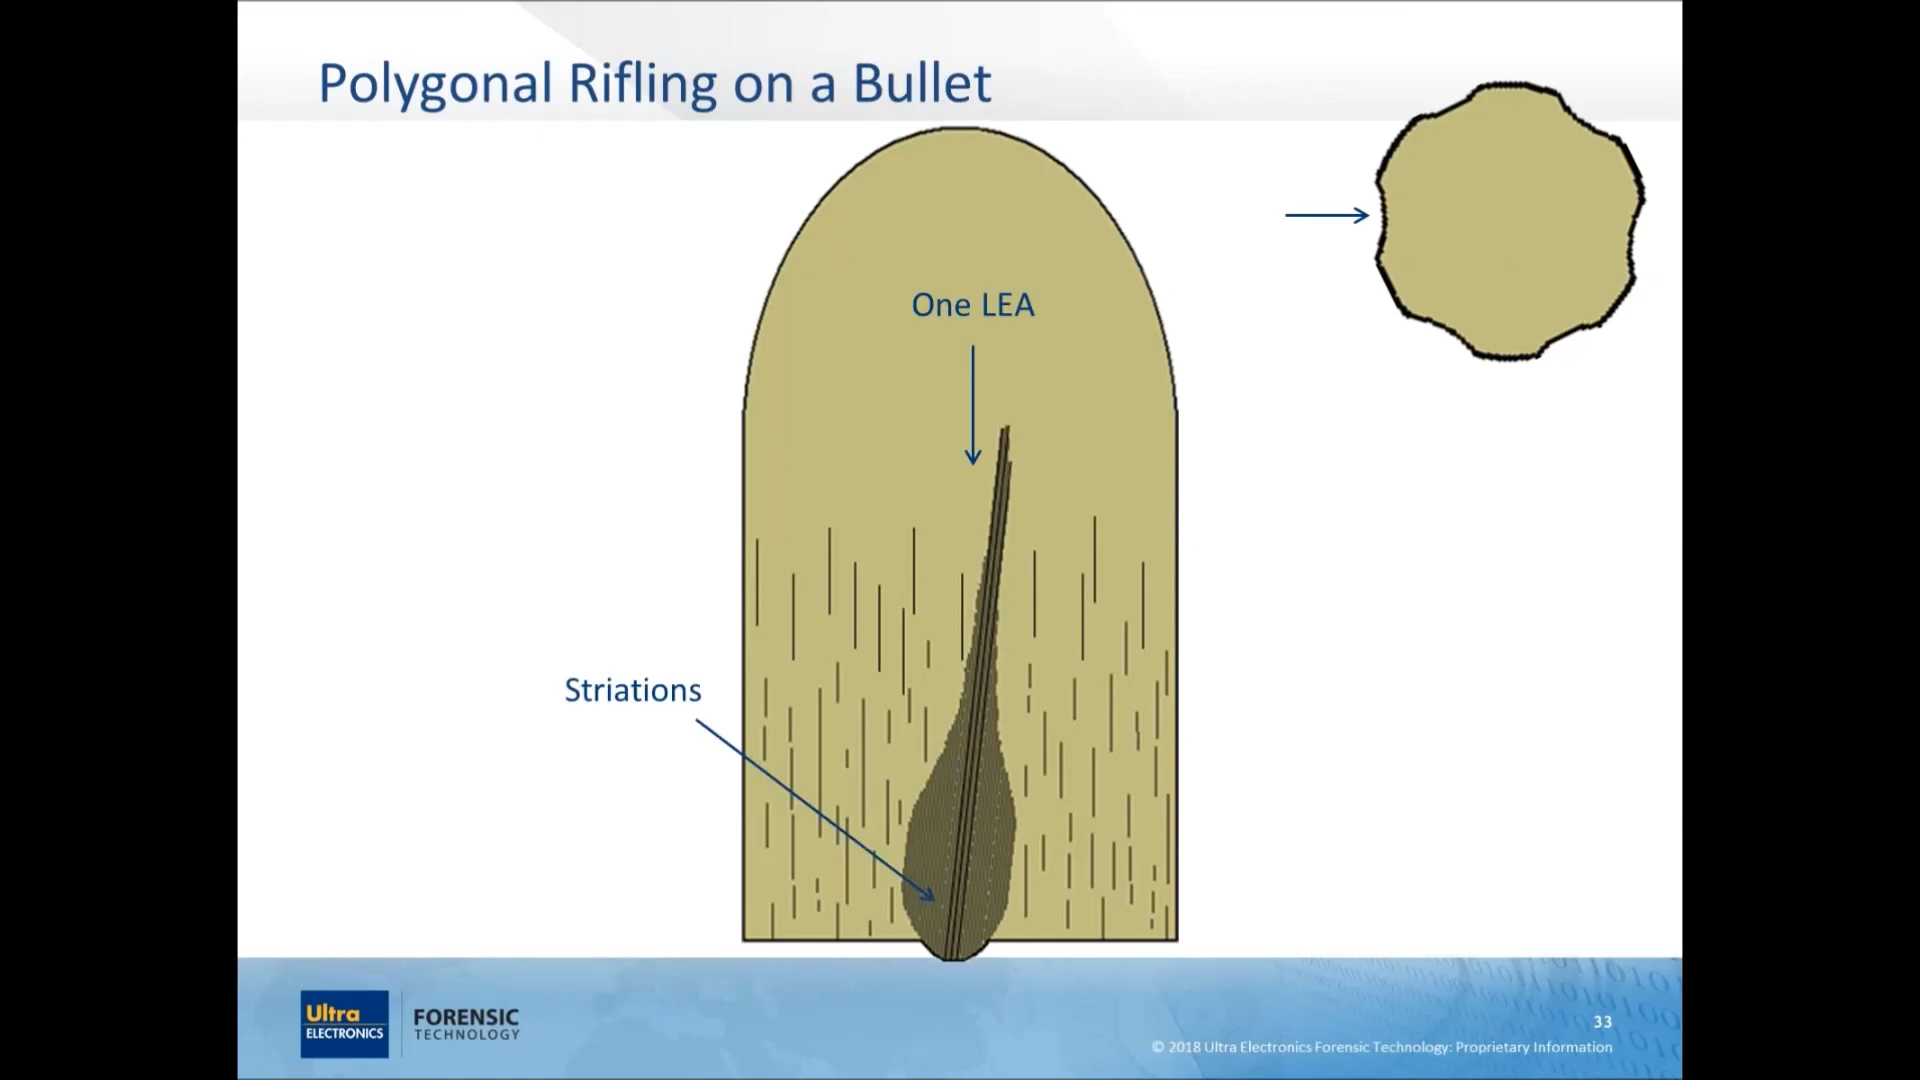 Polygonal Rifling on a Bullet
One LEA
Striations
Ultra
ELECTRONICS
FORENSIC
TECHNOLOGY
33
© 2018 Ultra Electronics Forensic Technology: Proprietary Information